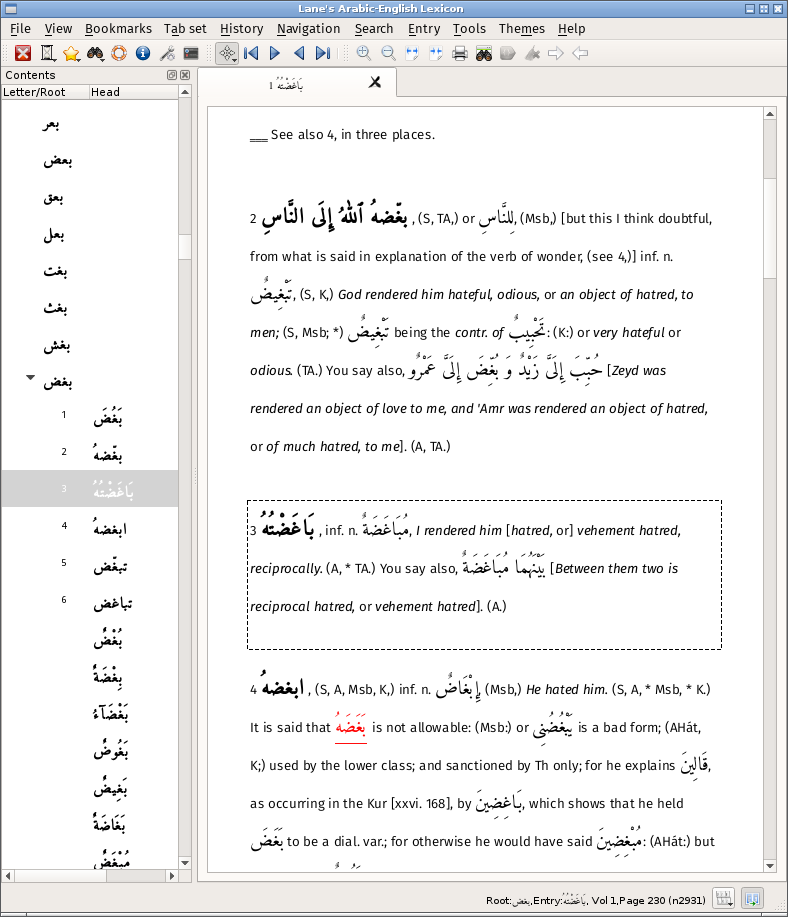 Lane's Arabic-English Lexicon
File View Bookmarks Tab set History Navigation Search Entry Tools Themes Help
Contents
Letter/Root Head
بعر
بعض
بعق
بعل
بغت
بغث
بغش
بغض
1 بَغُضَ
2 بغّضهُ
3 بَاغَضْتُهُ
4 ابغضهُ
5 تبغّض
6 تباغض
بُغْضٌ
بِغْضَةٌ
بَغْضَآءُ
بَغُوضٌ
بَغِيضٌ
بَغَاضَةٌ
مُبْغَضٌ
بَاغَضْتُهُ 1
___ See also 4, in three places.
2 بغّضهُ ٱللّٰهُ إِلَى النَّاسِ , (S, TA,) or لِلنَّاسِ, (Msb,) [but this I think doubtful,
from what is said in explanation of the verb of wonder, (see 4,)] inf. n.
تَبْغِيضٌ, (S, K,) God rendered him hateful, odious, or an object of hatred, to
men; (S, Msb; *) تَبْغِيضٌ being the contr. of تَحْبِيبٌ: (K:) or very hateful or
odious. (TA.) You say also, حُبِّبَ إِلَىَّ زَيْدٌ وَ بُغِّضَ إِلَىَّ عَمْرٌو [Zeyd was
rendered an object of love to me, and 'Amr was rendered an object of hatred,
or of much hatred, to me]. (A, TA.)
3 بَاغَضْتُهُ , inf. n. مُبَاغَضَةٌ, I rendered him [hatred, or] vehement hatred,
reciprocally. (A, * TA.) You say also, بَيْنَهُمَا مُبَاغَضَةٌ [Between them two is
reciprocal hatred, or vehement hatred]. (A.)
4 ابغضهُ , (S, A, Msb, K,) inf. n. إِبْغَاضٌ (Msb,) He hated him. (S, A, * Msb, * K.)
It is said that بَغَضَهُ is not allowable: (Msb:) or يَبْغُضُنِى is a bad form; (AHát,
K;) used by the lower class; and sanctioned by Th only; for he explains قَالِينَ,
as occurring in the Kur [xxvi. 168], by بَاغِضِينَ, which shows that he held
بَغَضَ to be a dial. var.; for otherwise he would have said مُبْغِضِينَ: (AHát:) but
Root:بغض,Entry:بَاغَضْتُهُ, Vol 1,Page 230 (n2931)